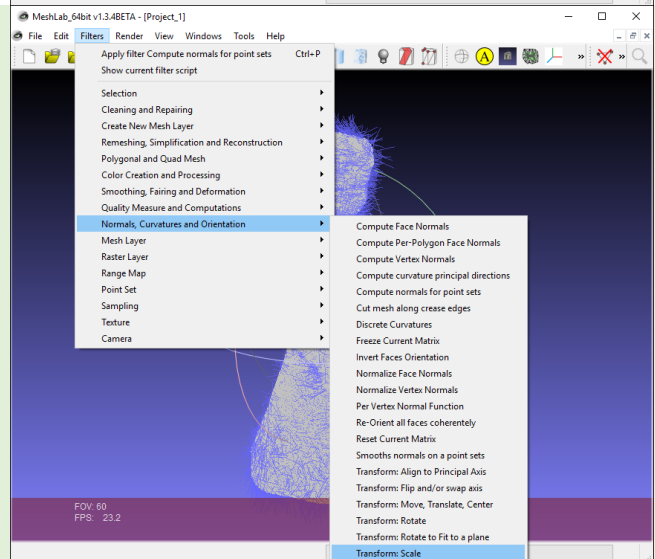 MeshLab_64bit v1.3.4BETA - [Project_1]
File Edit Filters Render View Windows Tools Help
Apply filter Compute normals for point sets Ctrl+P
Show current filter script
Selection
Cleaning and Repairing
Create New Mesh Layer
Remeshing, Simplification and Reconstruction
Polygonal and Quad Mesh
Color Creation and Processing
Smoothing, Fairing and Deformation
Quality Measure and Computations
Normals, Curvatures and Orientation
Mesh Layer
Raster Layer
Range Map
Point Set
Sampling
Texture
Camera
Compute Face Normals
Compute Per-Polygon Face Normals
Compute Vertex Normals
Compute curvature principal directions
Compute normals for point sets
Cut mesh along crease edges
Discrete Curvatures
Freeze Current Matrix
Invert Faces Orientation
Normalize Face Normals
Normalize Vertex Normals
Per Vertex Normal Function
Re-Orient all faces coherentely
Reset Current Matrix
Smooths normals on a point sets
Transform: Align to Principal Axis
Transform: Flip and/or swap axis
Transform: Move, Translate, Center
Transform: Rotate
Transform: Rotate to Fit to a plane
Transform: Scale
FOV: 60
FPS: 23.2